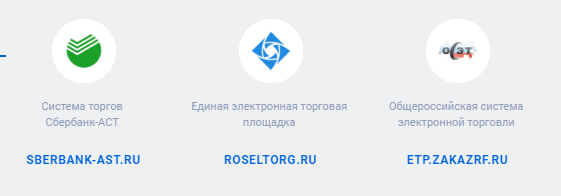 ОСЭТ
Система торгов
Сбербанк-АСТ
SBERBANK-AST.RU
Единая электронная торговая
площадка
ROSELTORG.RU
Общероссийская система
электронной торговли
ETP.ZAKAZRF.RU